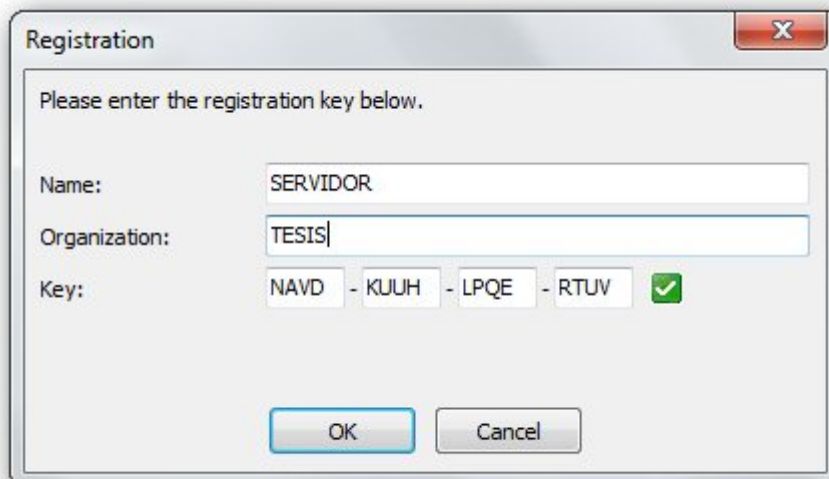 Registration
Please enter the registration key below.
Name: SERVIDOR
Organization: TESIS
Key: NAVD - KUUH - LPQE - RTUV
OK Cancel